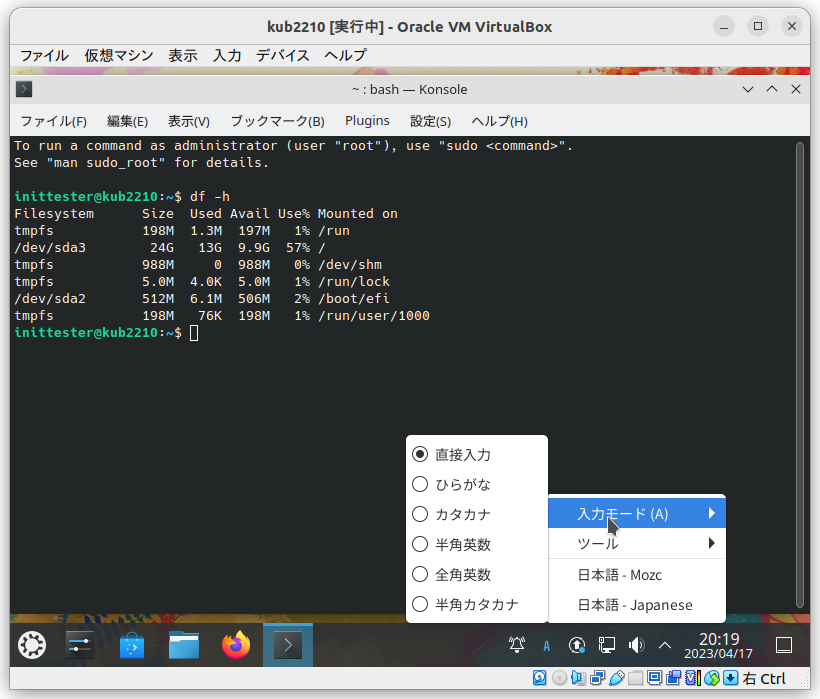 kub2210 [実行中] - Oracle VM VirtualBox
ファイル 仮想マシン 表示 入力 デバイス ヘルプ
~ : bash — Konsole
ファイル(F) 編集(E) 表示(V) ブックマーク(B) Plugins 設定(S) ヘルプ(H)
To run a command as administrator (user "root"), use "sudo <command>".
See "man sudo_root" for details.
inittester@kub2210:~$ df -h
Filesystem Size Used Avail Use% Mounted on
tmpfs 198M 1.3M 197M 1% /run
/dev/sda3 24G 13G 9.9G 57% /
tmpfs 988M 0 988M 0% /dev/shm
tmpfs 5.0M 4.0K 5.0M 1% /run/lock
/dev/sda2 512M 6.1M 506M 2% /boot/efi
tmpfs 198M 76K 198M 1% /run/user/1000
inittester@kub2210:~$
直接入力
ひらがな
カタカナ
半角英数
全角英数
半角カタカナ
入力モード (A)
ツール
日本語 - Mozc
日本語 - Japanese
A
20:19
2023/04/17
右 Ctrl